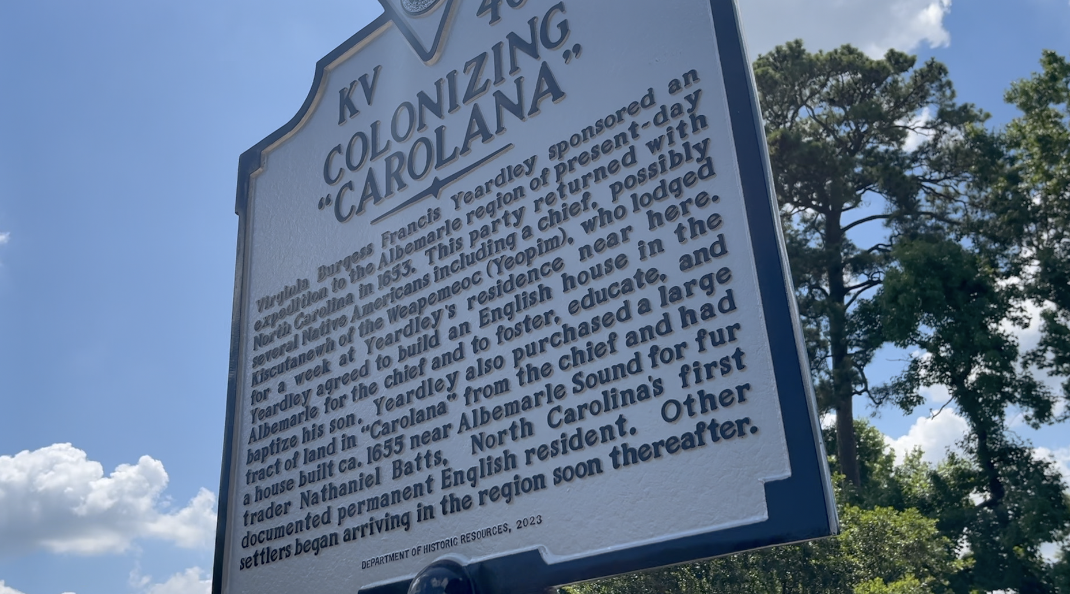 KV
COLONIZING
"CAROLANA"
Virginia Burgess Francis Yeardley sponsored an
expedition to the Albemarle region of present-day
North Carolina in 1653. This party returned with
several Native Americans including a chief, possibly
Kiscutanewh of the Weapemeoc (Yeopim), who lodged
for a week at Yeardley's residence near here.
Yeardley agreed to build an English house in the
Albemarle for the chief and to foster, educate, and
baptize his son. Yeardley also purchased a large
tract of land in "Carolana" from the chief and had
a house built ca. 1655 near Albemarle Sound for fur
trader Nathaniel Batts, North Carolina's first
documented permanent English resident. Other
settlers began arriving in the region soon thereafter.
DEPARTMENT OF HISTORIC RESOURCES, 2023